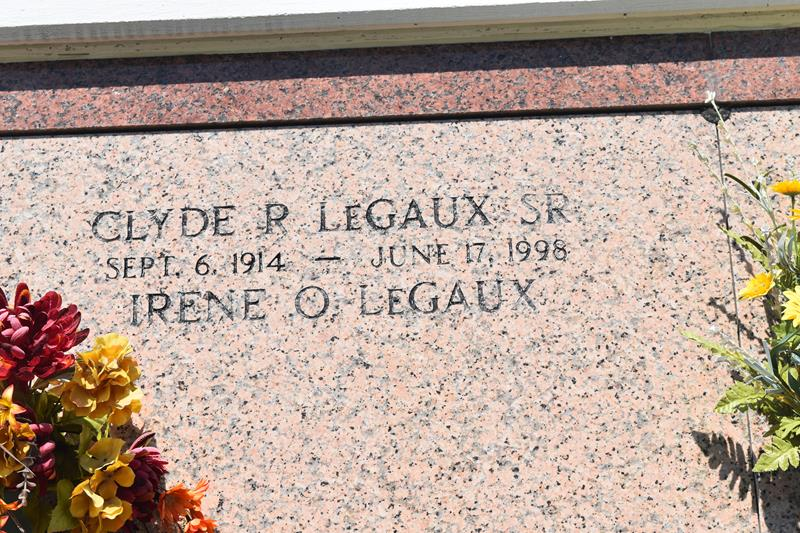 CLYDE P LEGAUX SR
SEPT. 6, 1914 — JUNE 17, 1998
IRENE O LEGAUX